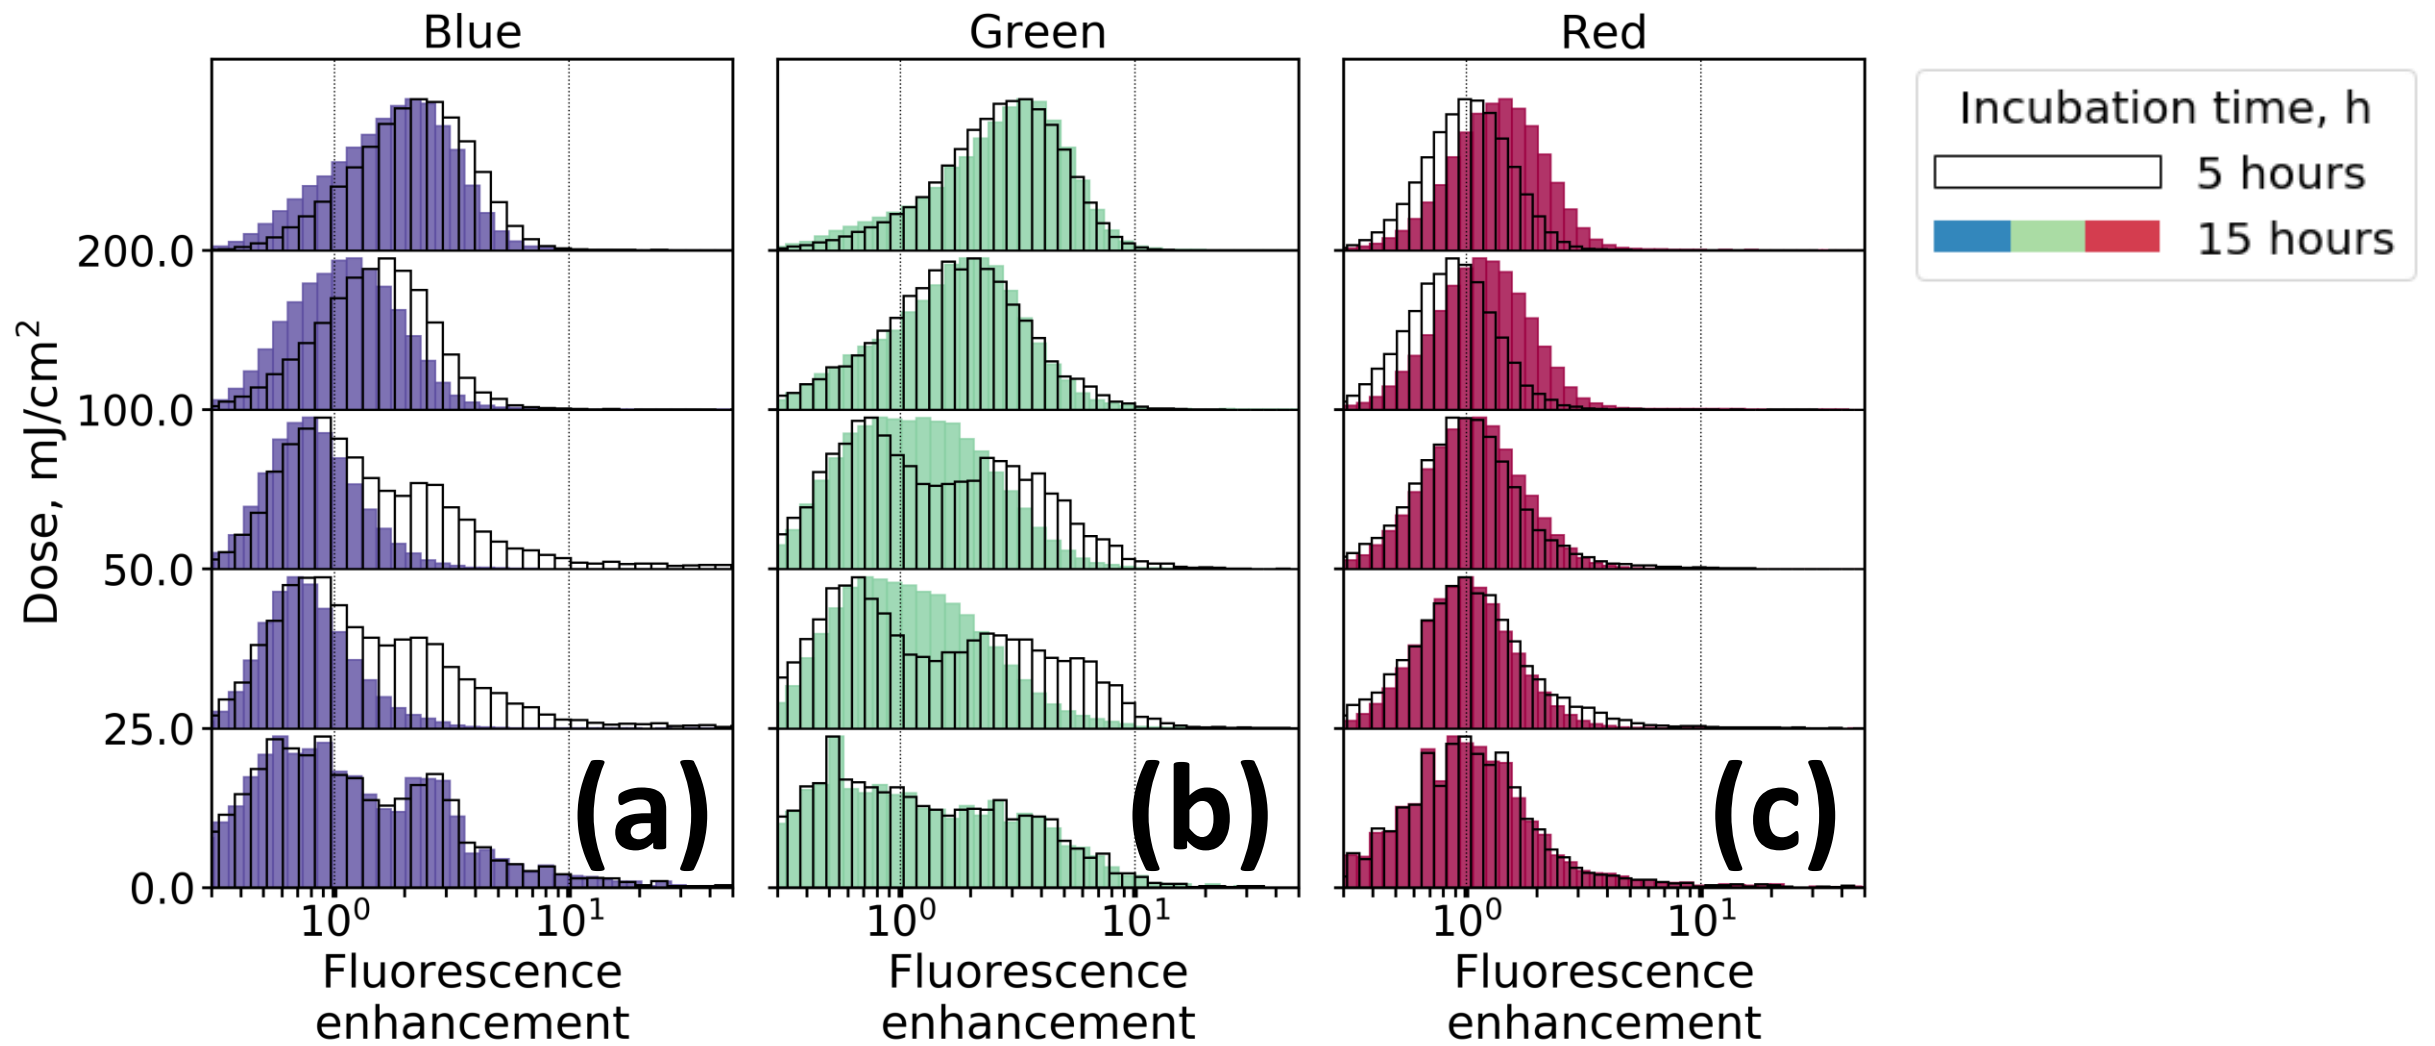 Blue
Green
Red
Incubation time, h
5 hours
15 hours
Dose, mJ/cm²
200.0
100.0
50.0
25.0
0.0
(a)
(b)
(c)
10⁰ 10¹
10⁰ 10¹
10⁰ 10¹
Fluorescence
enhancement
Fluorescence
enhancement
Fluorescence
enhancement